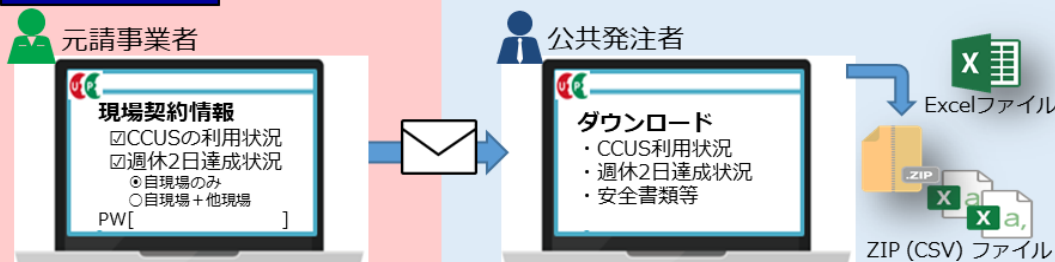 元請事業者
現場契約情報
☑CCUSの利用状況
☑週休2日達成状況
⦿自現場のみ
○自現場+他現場
PW[ ]
公共発注者
ダウンロード
・CCUS利用状況
・週休2日達成状況
・安全書類等
X
Excelファイル
.ZIP
X a
X a,
ZIP (CSV) ファイル